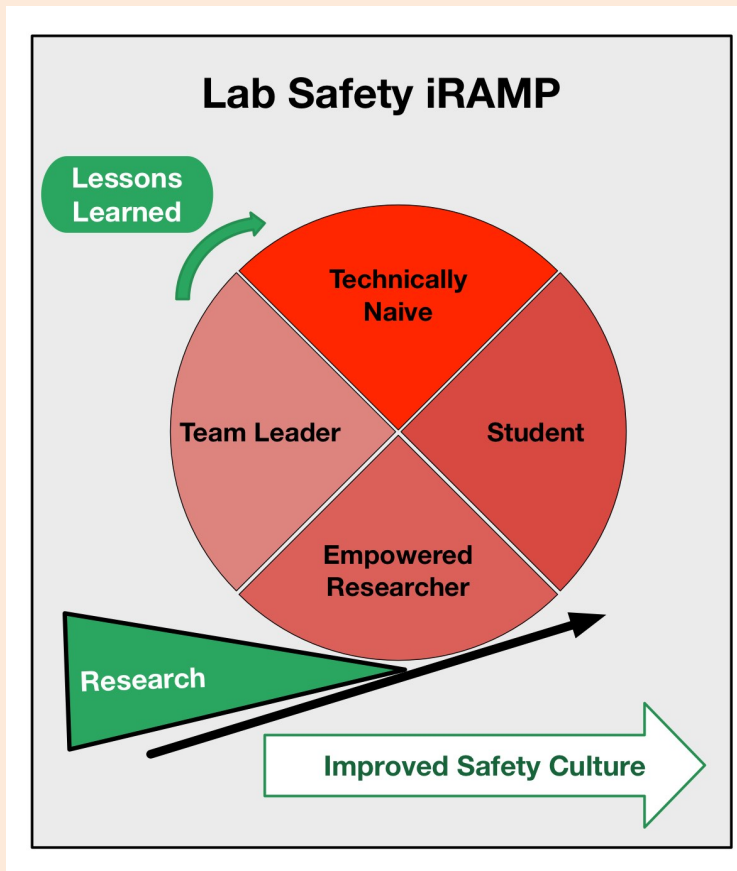 Lab Safety iRAMP
Lessons
Learned
Technically
Naive
Team Leader
Student
Empowered
Researcher
Research
Improved Safety Culture